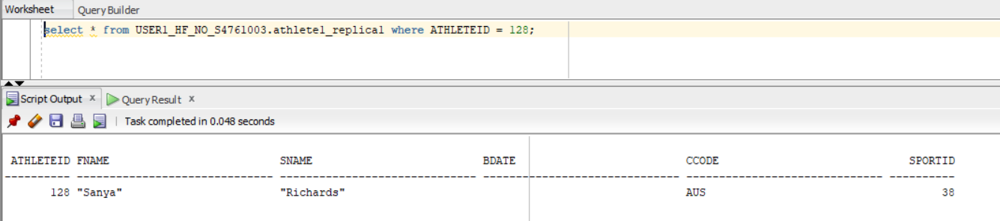 Worksheet Query Builder
select * from USER1_HF_NO_S4761003.athlete1_replica1 where ATHLETEID = 128;
Script Output x Query Result x
Task completed in 0.048 seconds
ATHLETEID FNAME SNAME BDATE CCODE SPORTID
---------- ------------------------------ ------------------------------ ------------------------------ ------------------------------ ----------
128 "Sanya" "Richards" AUS 38